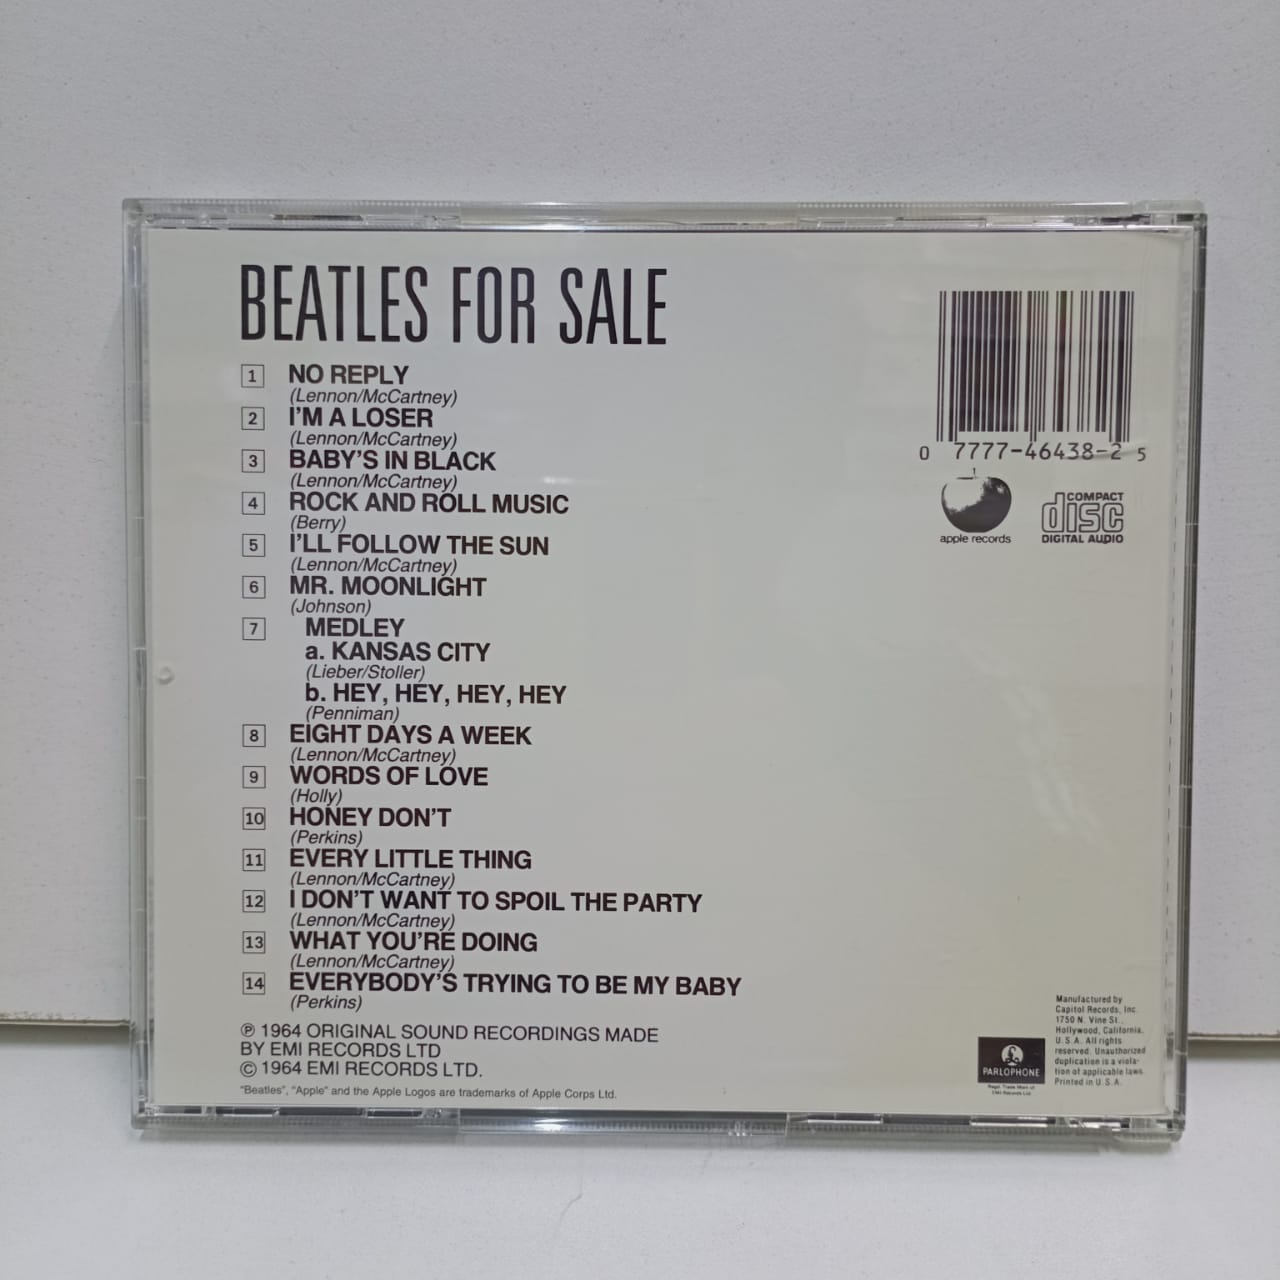 BEATLES FOR SALE
1 NO REPLY
(Lennon/McCartney)
2 I'M A LOSER
(Lennon/McCartney)
3 BABY'S IN BLACK
(Lennon/McCartney)
4 ROCK AND ROLL MUSIC
(Berry)
5 I'LL FOLLOW THE SUN
(Lennon/McCartney)
6 MR. MOONLIGHT
(Johnson)
7 MEDLEY
a. KANSAS CITY
(Lieber/Stoller)
b. HEY, HEY, HEY, HEY
(Penniman)
8 EIGHT DAYS A WEEK
(Lennon/McCartney)
9 WORDS OF LOVE
(Holly)
10 HONEY DON'T
(Perkins)
11 EVERY LITTLE THING
(Lennon/McCartney)
12 I DON'T WANT TO SPOIL THE PARTY
(Lennon/McCartney)
13 WHAT YOU'RE DOING
(Lennon/McCartney)
14 EVERYBODY'S TRYING TO BE MY BABY
(Perkins)
℗ 1964 ORIGINAL SOUND RECORDINGS MADE
BY EMI RECORDS LTD
© 1964 EMI RECORDS LTD.
"Beatles", "Apple" and the Apple Logos are trademarks of Apple Corps Ltd.
0 7777-46438-2 5
apple records
COMPACT
disc
DIGITAL AUDIO
PARLOPHONE
Regd. Trade Mark of
EMI Records Ltd.
Manufactured by
Capitol Records, Inc.
1750 N. Vine St.,
Hollywood, California,
U.S.A. All rights
reserved. Unauthorized
duplication is a viola-
tion of applicable laws.
Printed in U.S.A.